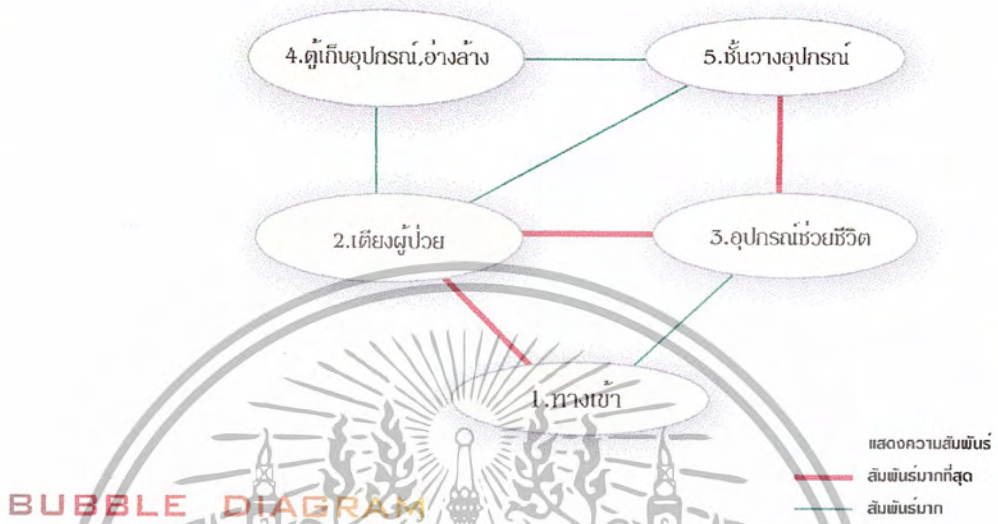 4.ตู้เก็บอุปกรณ์,อ่างล้าง
5.ชั้นวางอุปกรณ์
2.เตียงผู้ป่วย
3.อุปกรณ์ช่วยชีวิต
1.ทางเข้า
แสดงความสัมพันธ์
สัมพันธ์มากที่สุด
สัมพันธ์มาก
BUBBLE DIAGRAM